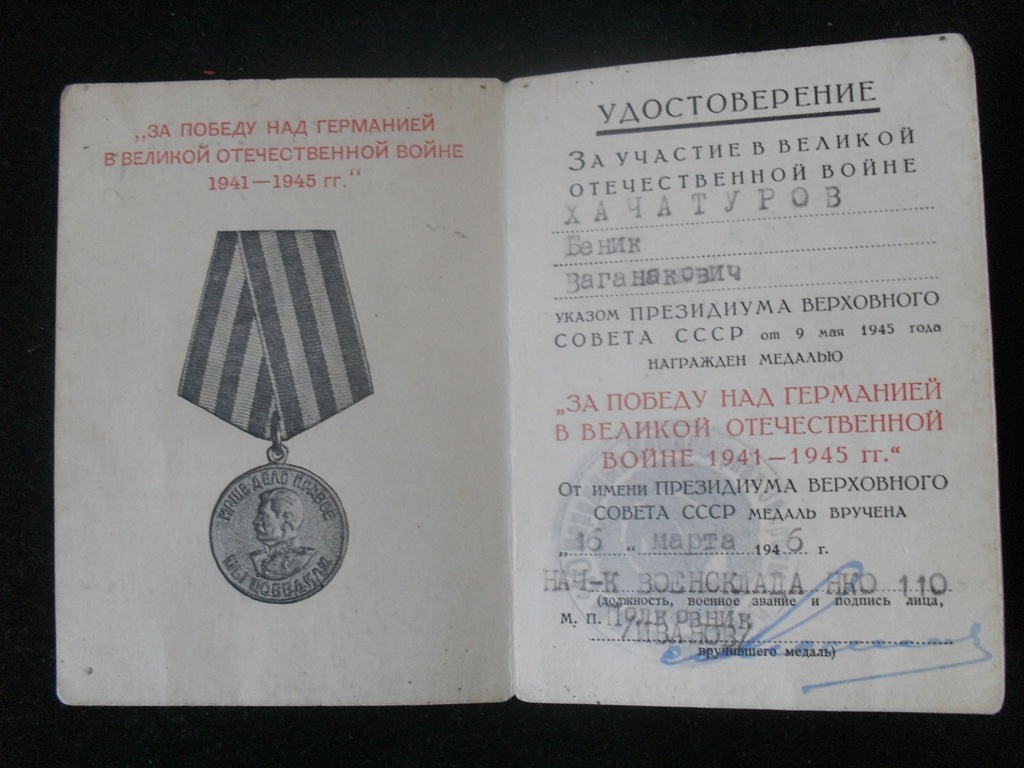 „ЗА ПОБЕДУ НАД ГЕРМАНИЕЙ
В ВЕЛИКОЙ ОТЕЧЕСТВЕННОЙ ВОЙНЕ
1941—1945 гг.“
НАШЕ ДЕЛО ПРАВОЕ
МЫ ПОБЕДИЛИ
УДОСТОВЕРЕНИЕ
ЗА УЧАСТИЕ В ВЕЛИКОЙ
ОТЕЧЕСТВЕННОЙ ВОЙНЕ
ХАЧАТУРОВ
Беник
Ваганакович
УКАЗОМ ПРЕЗИДИУМА ВЕРХОВНОГО
СОВЕТА СССР от 9 мая 1945 года
НАГРАЖДЕН МЕДАЛЬЮ
„ЗА ПОБЕДУ НАД ГЕРМАНИЕЙ
В ВЕЛИКОЙ ОТЕЧЕСТВЕННОЙ
ВОЙНЕ 1941—1945 гг.“
ОТ ИМЕНИ ПРЕЗИДИУМА ВЕРХОВНОГО
СОВЕТА СССР МЕДАЛЬ ВРУЧЕНА
„16“ марта 1946 г.
НАЧ-К ВОЕНСКЛАДА НКО 110
(должность, военное звание и подпись лица,
М. П. Полковник
/ИВАНОВ/
вручившего медаль)